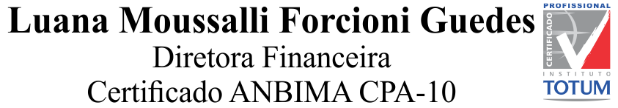 Luana Moussalli Forcioni Guedes
Diretora Financeira
Certificado ANBIMA CPA-10
PROFISSIONAL
CERTIFICADO
INSTITUTO
TOTUM